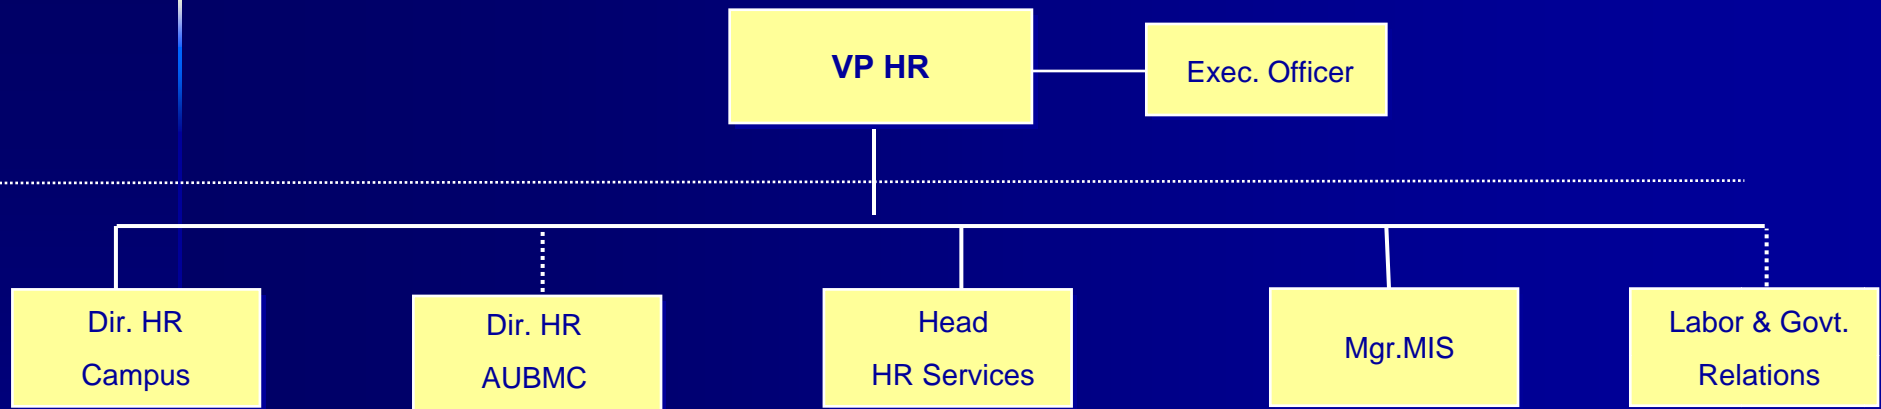 VP HR
Exec. Officer
Dir. HR
Campus
Dir. HR
AUBMC
Head
HR Services
Mgr.MIS
Labor & Govt.
Relations